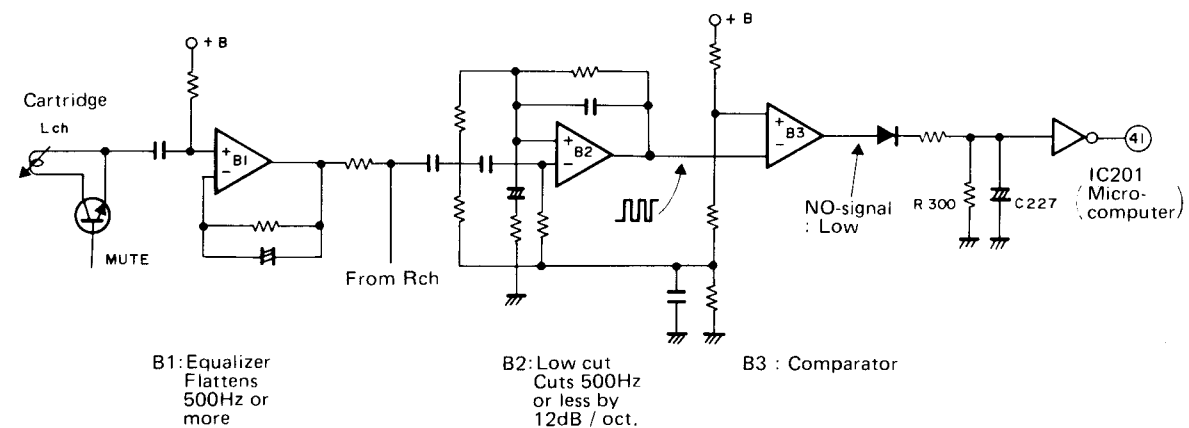 + B
+ B
Cartridge
Lch
+
B1
−
+
B2
−
+
B3
−
41
IC201
(Micro-
computer)
R 300
C227
NO-signal
: Low
MUTE
From Rch
B1 : Equalizer
Flattens
500Hz or
more
B2 : Low cut
Cuts 500Hz
or less by
12dB / oct.
B3 : Comparator